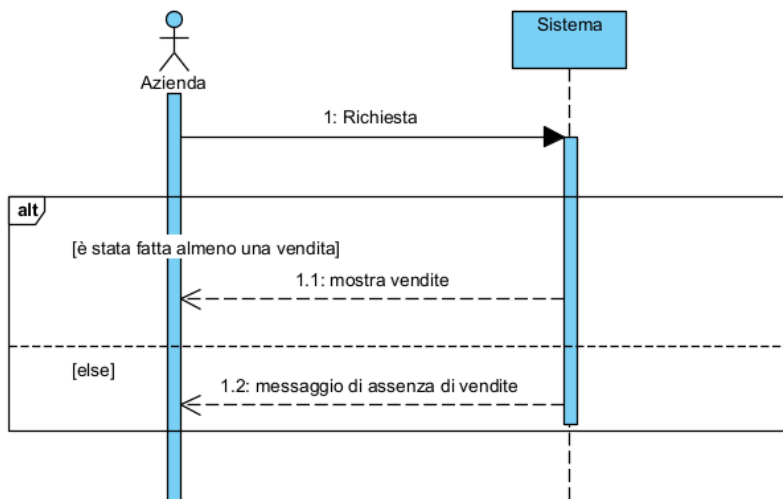 Sistema
Azienda
1: Richiesta
alt
[è stata fatta almeno una vendita]
1.1: mostra vendite
[else]
1.2: messaggio di assenza di vendite